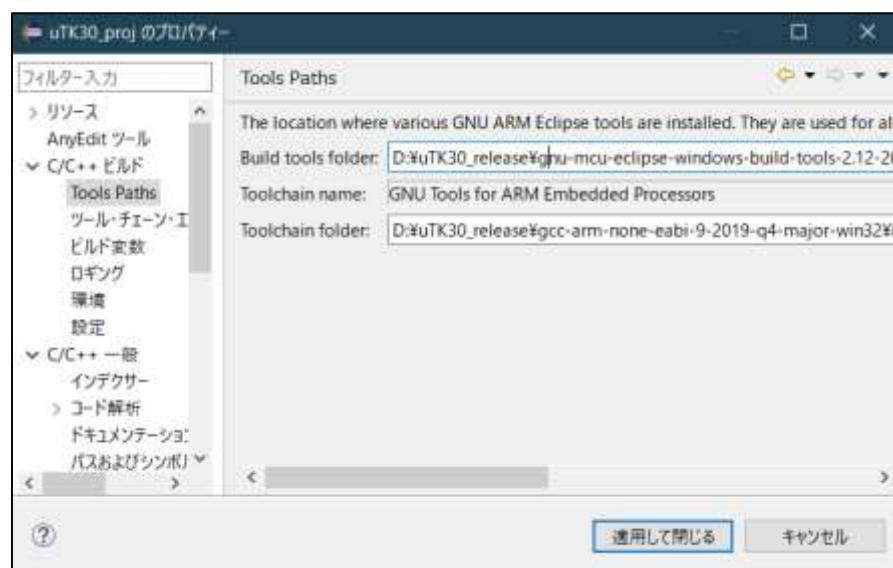 uTK30_proj のプロパティー
フィルター入力
リソース
AnyEdit ツール
C/C++ ビルド
Tools Paths
ツール・チェーン・エ
ビルド変数
ロギング
環境
設定
C/C++ 一般
インデクサー
コード解析
ドキュメンテーション
パスおよびシンボル
Tools Paths
The location where various GNU ARM Eclipse tools are installed. They are used for al
Build tools folder: D:¥uTK30_release¥gnu-mcu-eclipse-windows-build-tools-2.12-20
Toolchain name: GNU Tools for ARM Embedded Processors
Toolchain folder: D:¥uTK30_release¥gcc-arm-none-eabi-9-2019-q4-major-win32¥
適用して閉じる
キャンセル